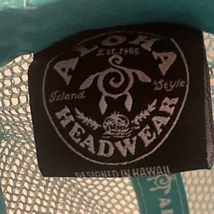 ALOHA
Est. 1985
Island Style
HEADWEAR
DESIGNED IN HAWAII